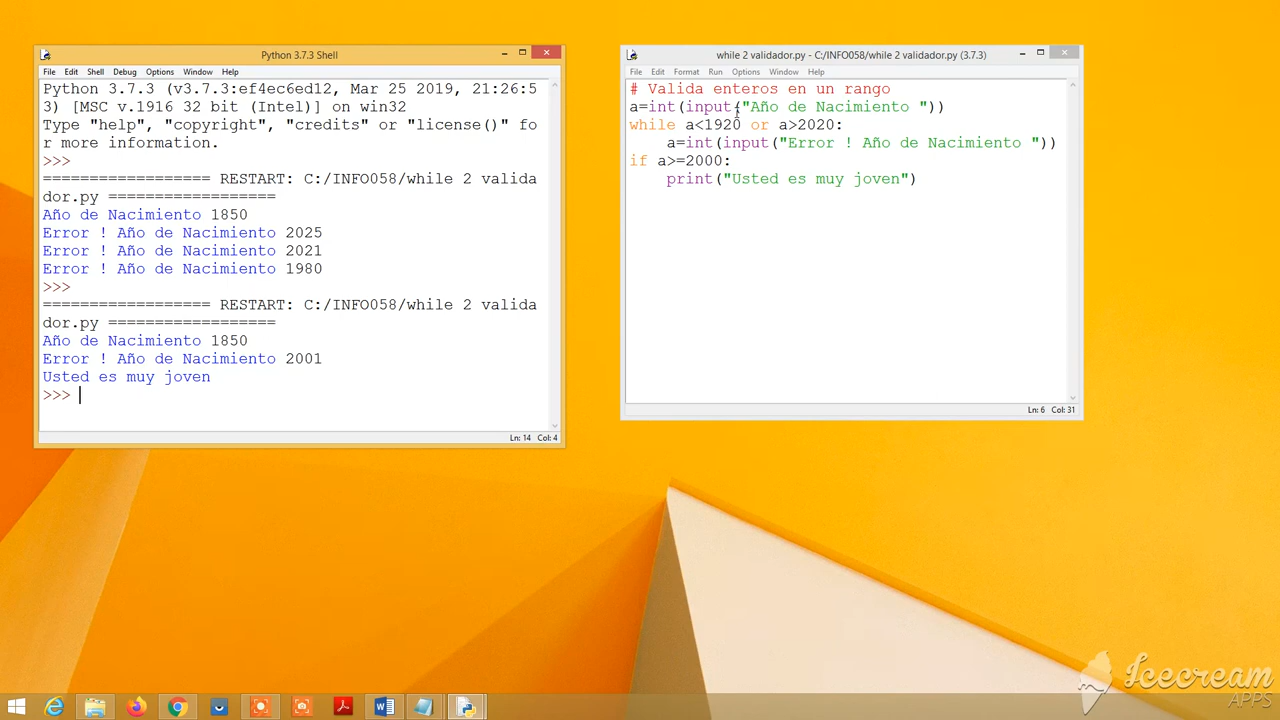 Python 3.7.3 Shell
File Edit Shell Debug Options Window Help
Python 3.7.3 (v3.7.3:ef4ec6ed12, Mar 25 2019, 21:26:5
3) [MSC v.1916 32 bit (Intel)] on win32
Type "help", "copyright", "credits" or "license()" fo
r more information.
>>>
================== RESTART: C:/INFO058/while 2 valida
dor.py ==================
Año de Nacimiento 1850
Error ! Año de Nacimiento 2025
Error ! Año de Nacimiento 2021
Error ! Año de Nacimiento 1980
>>>
================== RESTART: C:/INFO058/while 2 valida
dor.py ==================
Año de Nacimiento 1850
Error ! Año de Nacimiento 2001
Usted es muy joven
>>>
Ln: 14 Col: 4
while 2 validador.py - C:/INFO058/while 2 validador.py (3.7.3)
File Edit Format Run Options Window Help
# Valida enteros en un rango
a=int(input("Año de Nacimiento "))
while a<1920 or a>2020:
    a=int(input("Error ! Año de Nacimiento "))
if a>=2000:
    print("Usted es muy joven")
Ln: 6 Col: 31
Icecream
APPS